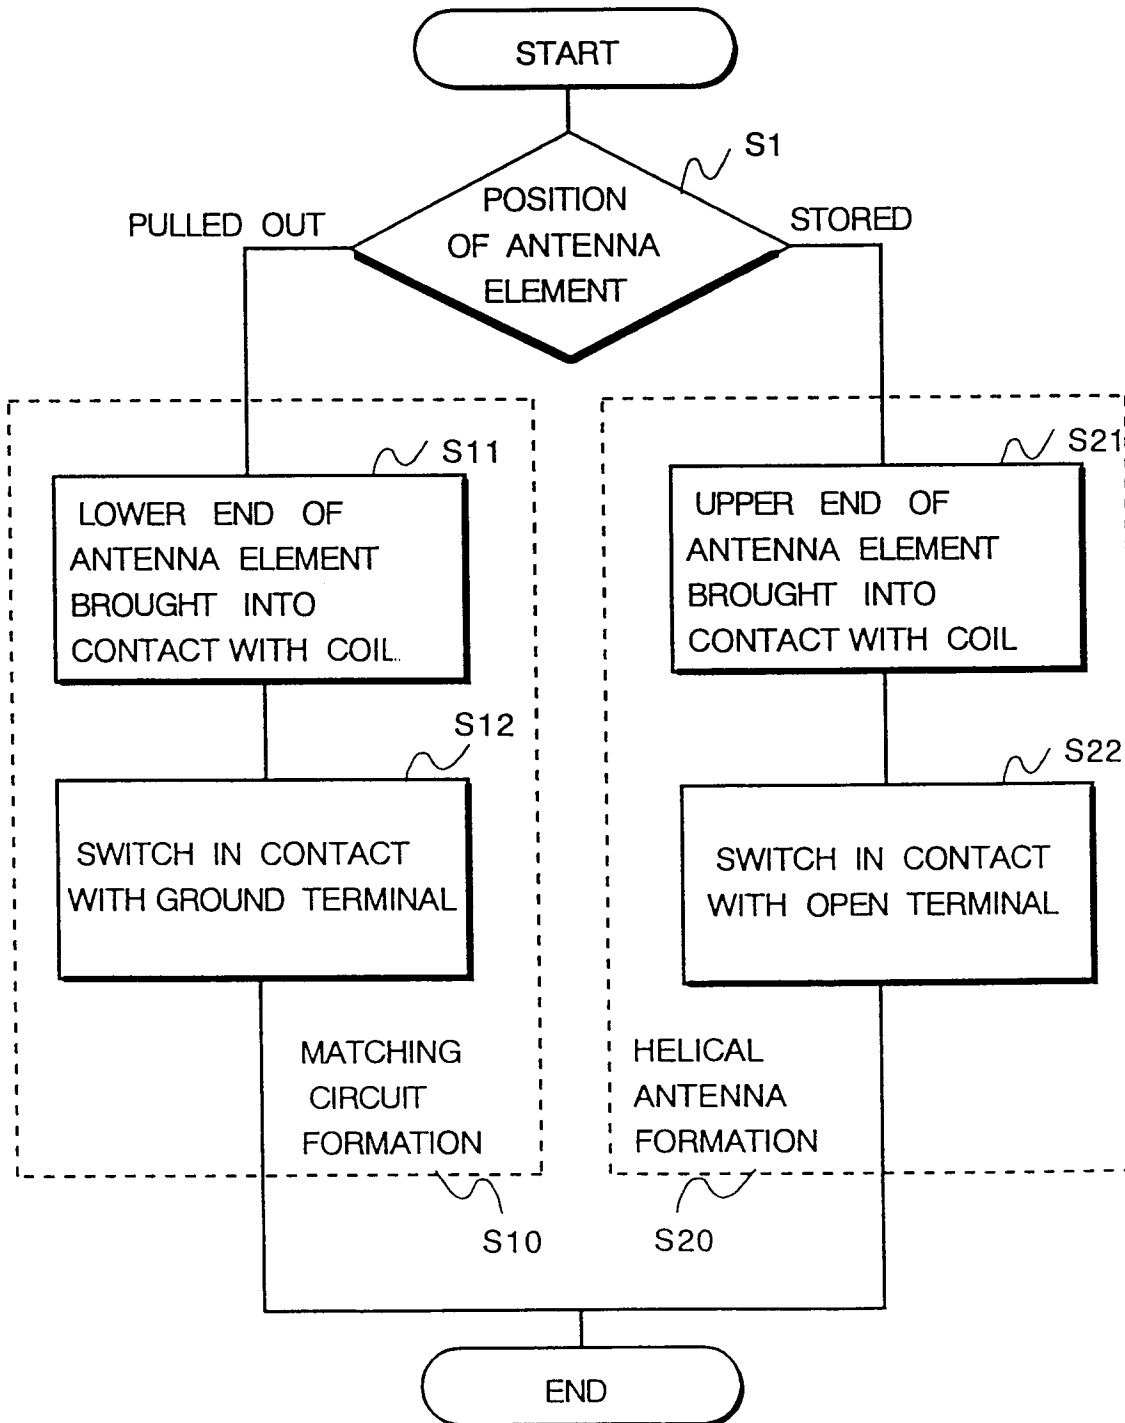 START
S1
POSITION
OF ANTENNA
ELEMENT
PULLED OUT
STORED
S11
LOWER END OF
ANTENNA ELEMENT
BROUGHT INTO
CONTACT WITH COIL
S12
SWITCH IN CONTACT
WITH GROUND TERMINAL
MATCHING
CIRCUIT
FORMATION
S10
S21
UPPER END OF
ANTENNA ELEMENT
BROUGHT INTO
CONTACT WITH COIL
S22
SWITCH IN CONTACT
WITH OPEN TERMINAL
HELICAL
ANTENNA
FORMATION
S20
END